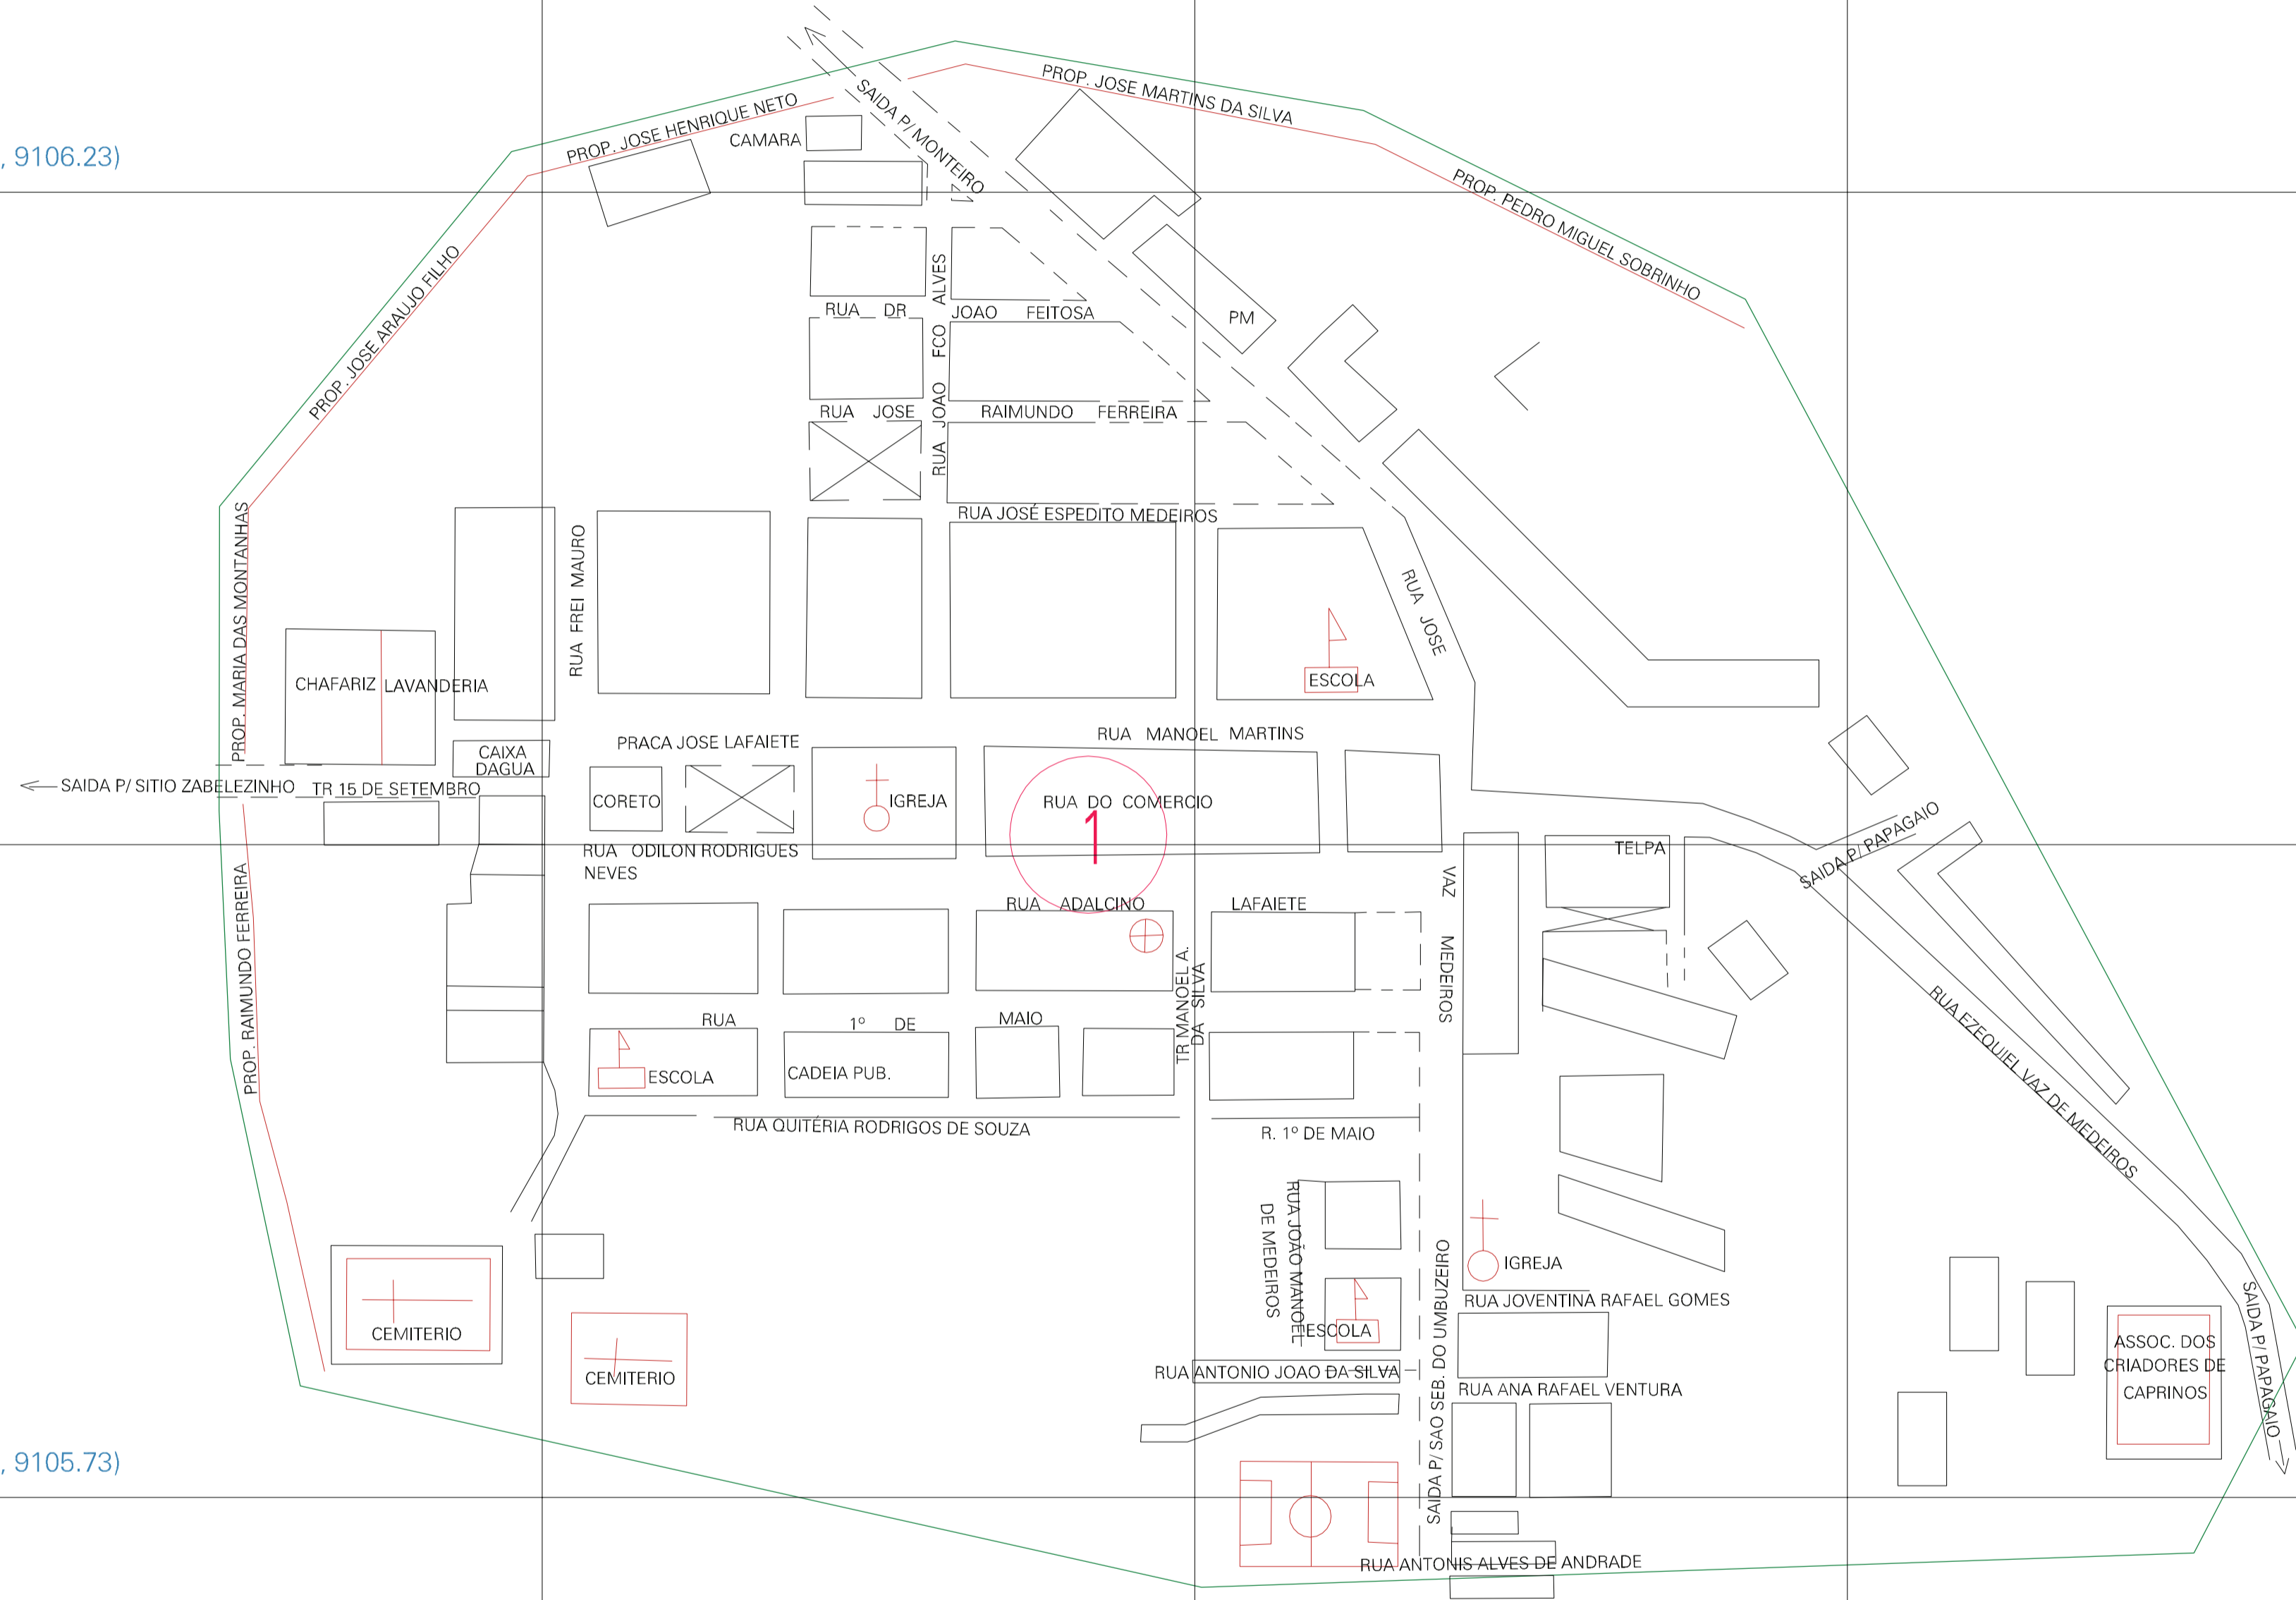 PROP. JOSE MARTINS DA SILVA
SAIDA P/ MONTEIRO
PROP. JOSE HENRIQUE NETO
CAMARA
, 9106.23)
PROP. PEDRO MIGUEL SOBRINHO
PROP. JOSE ARAUJO FILHO
RUA DR JOAO FEITOSA
PM
RUA JOAO FCO ALVES
RUA JOSE RAIMUNDO FERREIRA
RUA JOSÉ ESPEDITO MEDEIROS
PROP. MARIA DAS MONTANHAS
RUA FREI MAURO
RUA JOSE VAZ MEDEIROS
CHAFARIZ
LAVANDERIA
ESCOLA
RUA MANOEL MARTINS
PRACA JOSE LAFAIETE
CAIXA
DAGUA
SAIDA P/ SITIO ZABELEZINHO
TR 15 DE SETEMBRO
CORETO
IGREJA
RUA DO COMERCIO
1
SAIDA P/ PAPAGAIO
TELPA
RUA ODILON RODRIGUES
NEVES
RUA ADALCINO LAFAIETE
PROP. RAIMUNDO FERREIRA
TR MANOEL A.
DA SILVA
RUA 1º DE MAIO
RUA EZEQUIEL VAZ DE MEDEIROS
ESCOLA
CADEIA PUB.
RUA QUITÉRIA RODRIGOS DE SOUZA
R. 1º DE MAIO
RUA JOÃO MANOEL
DE MEDEIROS
IGREJA
RUA JOVENTINA RAFAEL GOMES
CEMITERIO
ESCOLA
SAIDA P/ PAPAGAIO
ASSOC. DOS
CRIADORES DE
CAPRINOS
CEMITERIO
RUA ANTONIO JOAO DA SILVA
RUA ANA RAFAEL VENTURA
SAIDA P/ SAO SEB. DO UMBUZEIRO
, 9105.73)
RUA ANTONIS ALVES DE ANDRADE